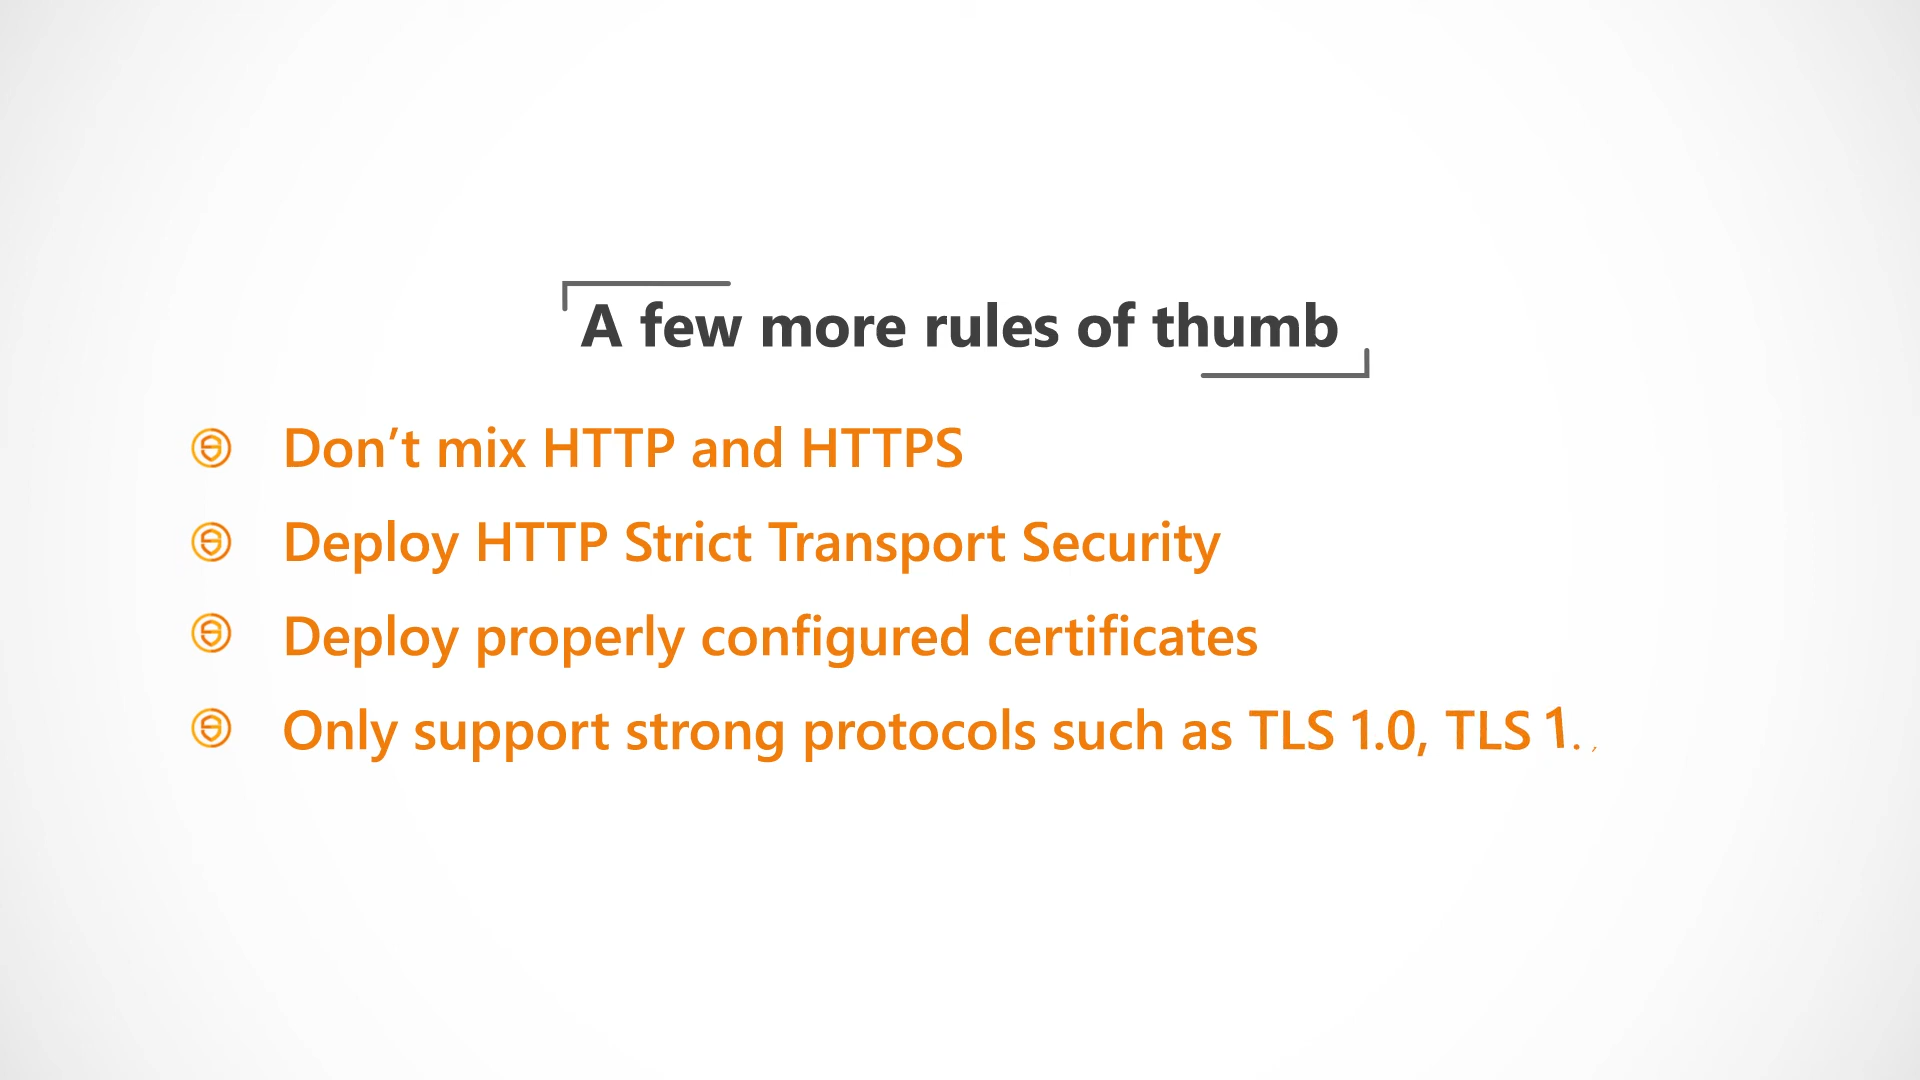 A few more rules of thumb
Don’t mix HTTP and HTTPS
Deploy HTTP Strict Transport Security
Deploy properly configured certificates
Only support strong protocols such as TLS 1.0, TLS 1.